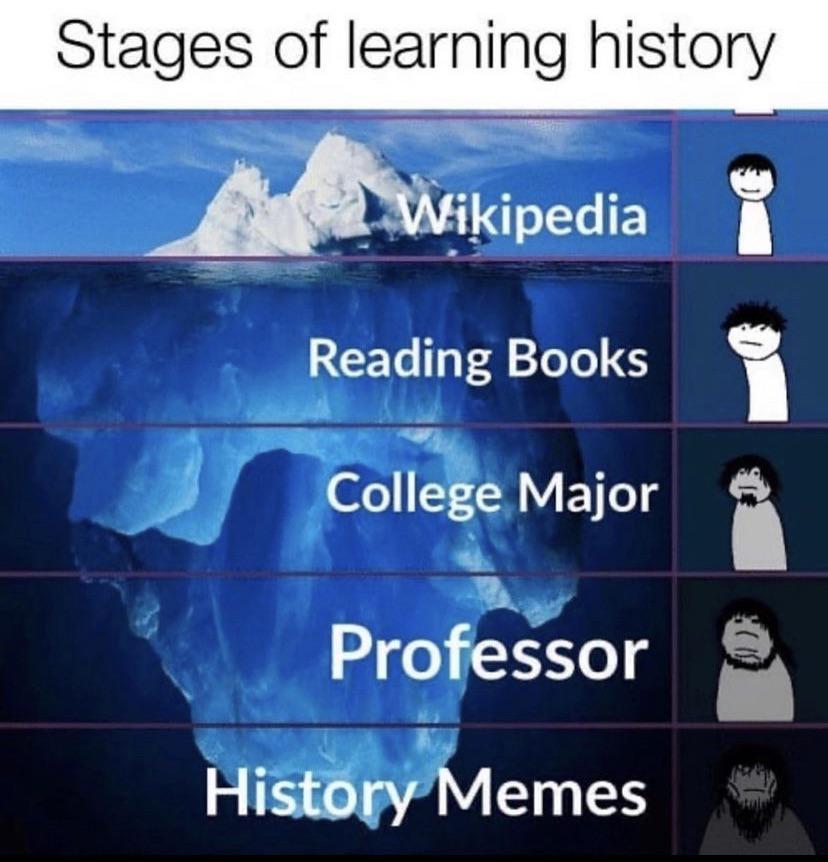 Stages of learning history
Wikipedia
Reading Books
College Major
Professor
History Memes